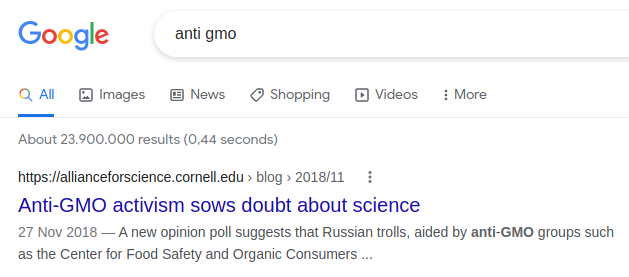 Google
anti gmo
All Images News Shopping Videos More
About 23.900.000 results (0,44 seconds)
https://allianceforscience.cornell.edu › blog › 2018/11
Anti-GMO activism sows doubt about science
27 Nov 2018 — A new opinion poll suggests that Russian trolls, aided by anti-GMO groups such
as the Center for Food Safety and Organic Consumers ...